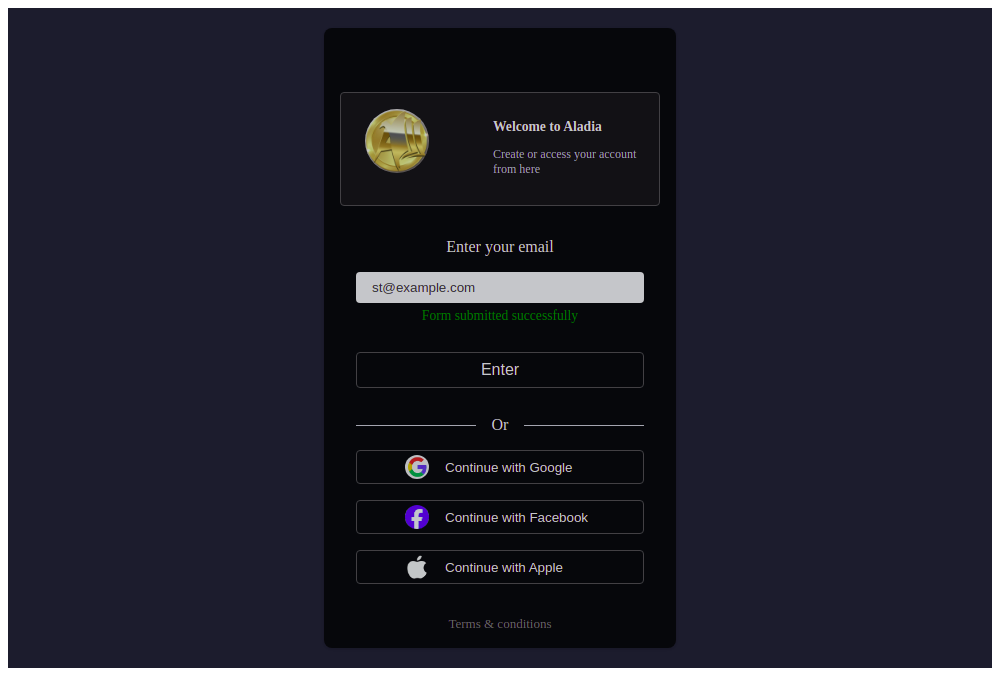 Welcome to Aladia
Create or access your account
from here
Enter your email
st@example.com
Form submitted successfully
Enter
Or
Continue with Google
Continue with Facebook
Continue with Apple
Terms & conditions